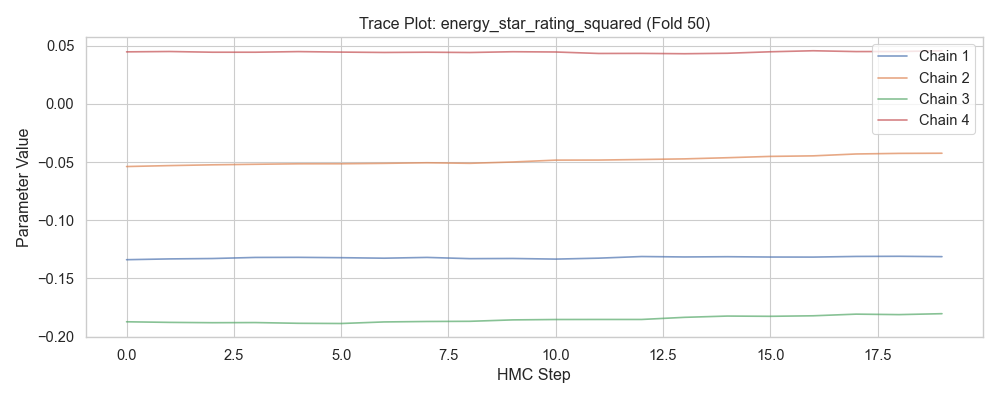 Trace Plot: energy_star_rating_squared (Fold 50)
Parameter Value
0.05
0.00
−0.05
−0.10
−0.15
−0.20
0.0 2.5 5.0 7.5 10.0 12.5 15.0 17.5
HMC Step
Chain 1
Chain 2
Chain 3
Chain 4